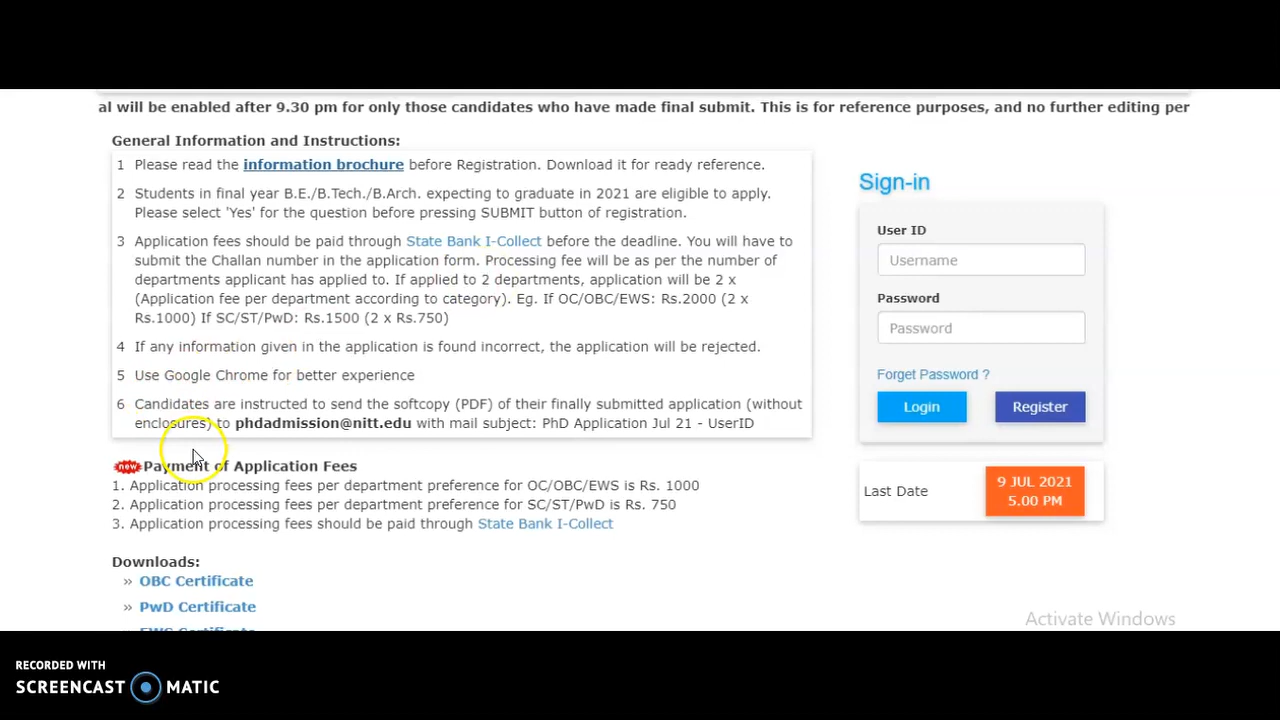 al will be enabled after 9.30 pm for only those candidates who have made final submit. This is for reference purposes, and no further editing per
General Information and Instructions:
1 Please read the information brochure before Registration. Download it for ready reference.
2 Students in final year B.E./B.Tech./B.Arch. expecting to graduate in 2021 are eligible to apply.
Please select 'Yes' for the question before pressing SUBMIT button of registration.
3 Application fees should be paid through State Bank I-Collect before the deadline. You will have to
submit the Challan number in the application form. Processing fee will be as per the number of
departments applicant has applied to. If applied to 2 departments, application will be 2 x
(Application fee per department according to category). Eg. If OC/OBC/EWS: Rs.2000 (2 x
Rs.1000) If SC/ST/PwD: Rs.1500 (2 x Rs.750)
4 If any information given in the application is found incorrect, the application will be rejected.
5 Use Google Chrome for better experience
6 Candidates are instructed to send the softcopy (PDF) of their finally submitted application (without
enclosures) to phdadmission@nitt.edu with mail subject: PhD Application Jul 21 - UserID
new Payment of Application Fees
1. Application processing fees per department preference for OC/OBC/EWS is Rs. 1000
2. Application processing fees per department preference for SC/ST/PwD is Rs. 750
3. Application processing fees should be paid through State Bank I-Collect
Downloads:
» OBC Certificate
» PwD Certificate
EWS Certificate
Sign-in
User ID
Username
Password
Password
Forget Password ?
Login
Register
Last Date
9 JUL 2021
5.00 PM
Activate Windows
RECORDED WITH
SCREENCAST MATIC